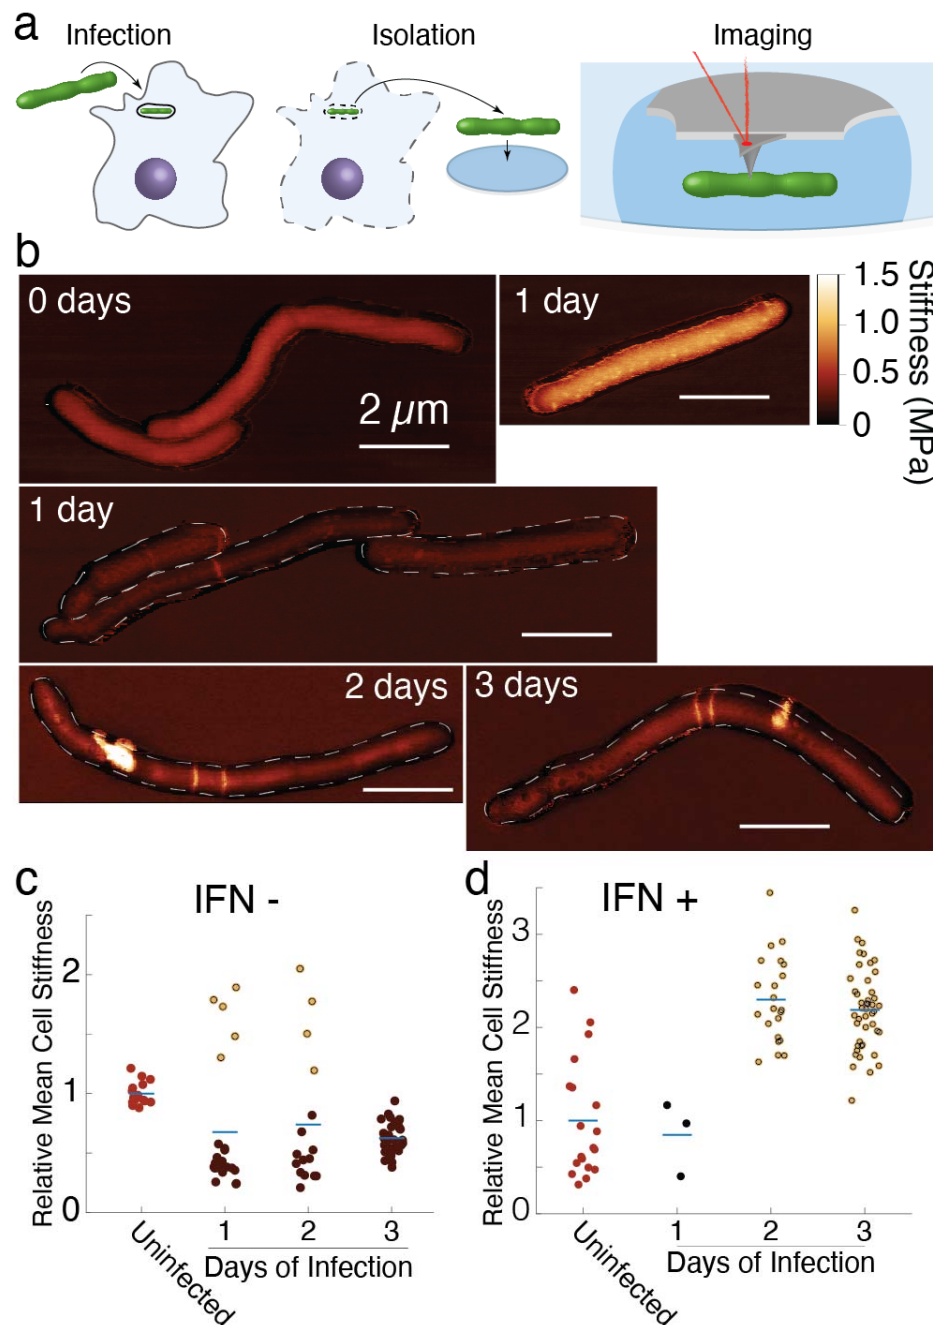 a
Infection
Isolation
Imaging
b
0 days
2 μm
1 day
1.5
1.0
0.5
0
Stiffness (MPa)
1 day
2 days
3 days
c
IFN -
Relative Mean Cell Stiffness
2
1
0
Uninfected
1
2
3
Days of Infection
d
IFN +
Relative Mean Cell Stiffness
3
2
1
0
Uninfected
1
2
3
Days of Infection